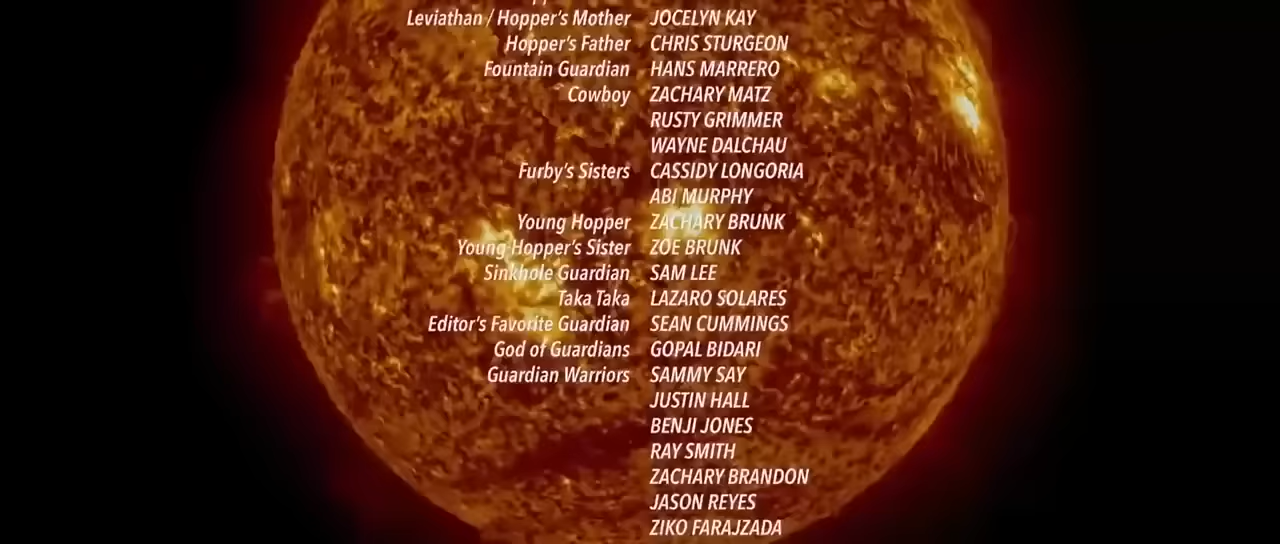 Leviathan / Hopper's Mother JOCELYN KAY
Hopper's Father CHRIS STURGEON
Fountain Guardian HANS MARRERO
Cowboy ZACHARY MATZ
RUSTY GRIMMER
WAYNE DALCHAU
Furby's Sisters CASSIDY LONGORIA
ABI MURPHY
Young Hopper ZACHARY BRUNK
Young Hopper's Sister ZOE BRUNK
Sinkhole Guardian SAM LEE
Taka Taka LAZARO SOLARES
Editor's Favorite Guardian SEAN CUMMINGS
God of Guardians GOPAL BIDARI
Guardian Warriors SAMMY SAY
JUSTIN HALL
BENJI JONES
RAY SMITH
ZACHARY BRANDON
JASON REYES
ZIKO FARAJZADA